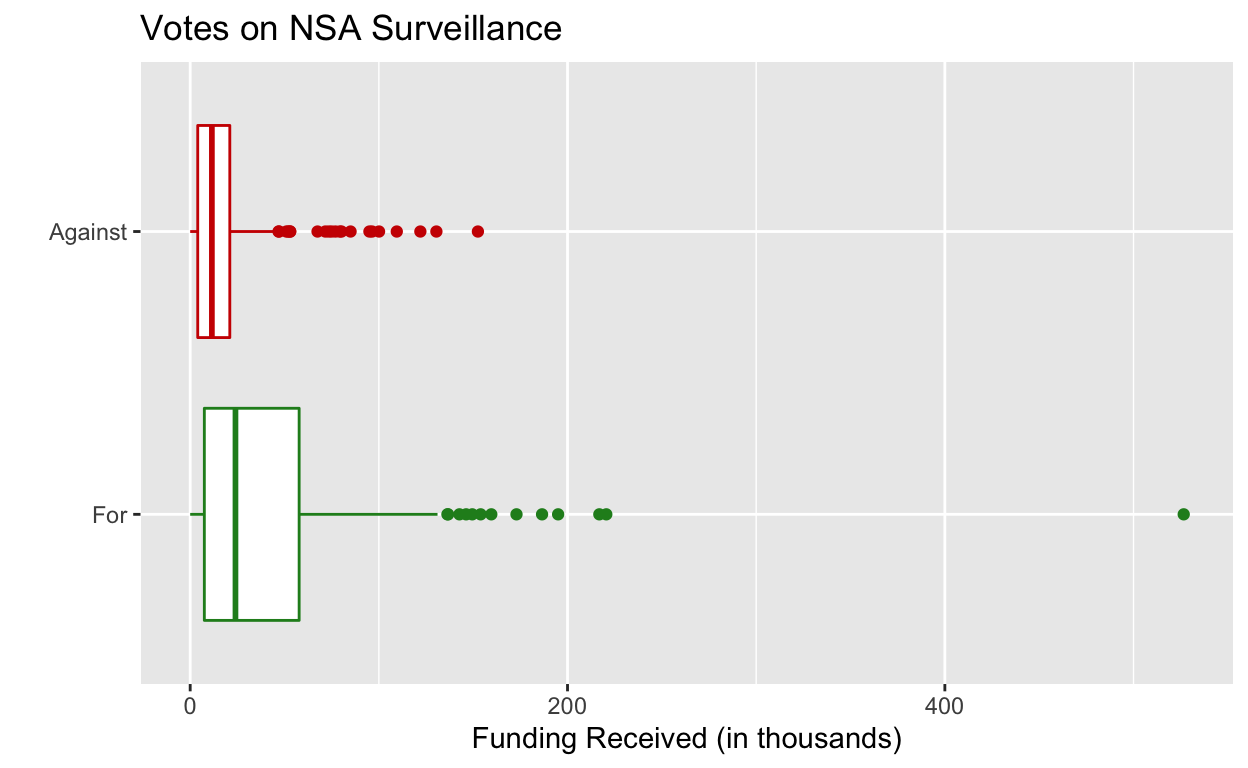 Votes on NSA Surveillance
Against
For
0
200
400
Funding Received (in thousands)